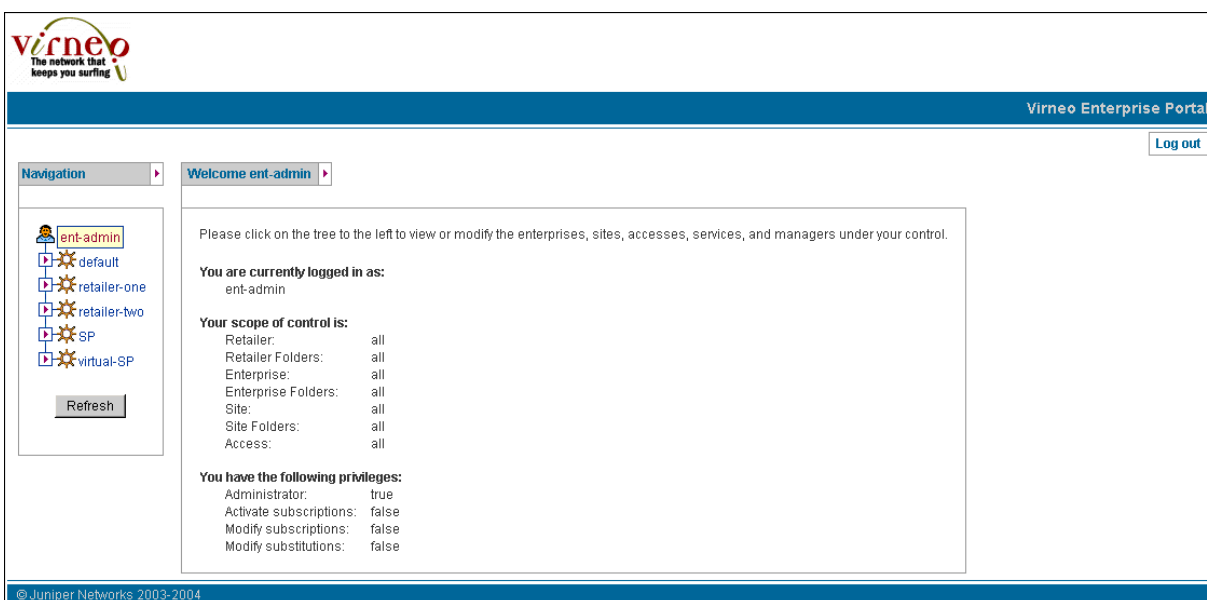 Virneo
The network that
keeps you surfing
Virneo Enterprise Portal
Log out
Navigation
Welcome ent-admin
ent-admin
default
retailer-one
retailer-two
SP
virtual-SP
Refresh
Please click on the tree to the left to view or modify the enterprises, sites, accesses, services, and managers under your control.
You are currently logged in as:
ent-admin
Your scope of control is:
Retailer: all
Retailer Folders: all
Enterprise: all
Enterprise Folders: all
Site: all
Site Folders: all
Access: all
You have the following privileges:
Administrator: true
Activate subscriptions: false
Modify subscriptions: false
Modify substitutions: false
© Juniper Networks 2003-2004